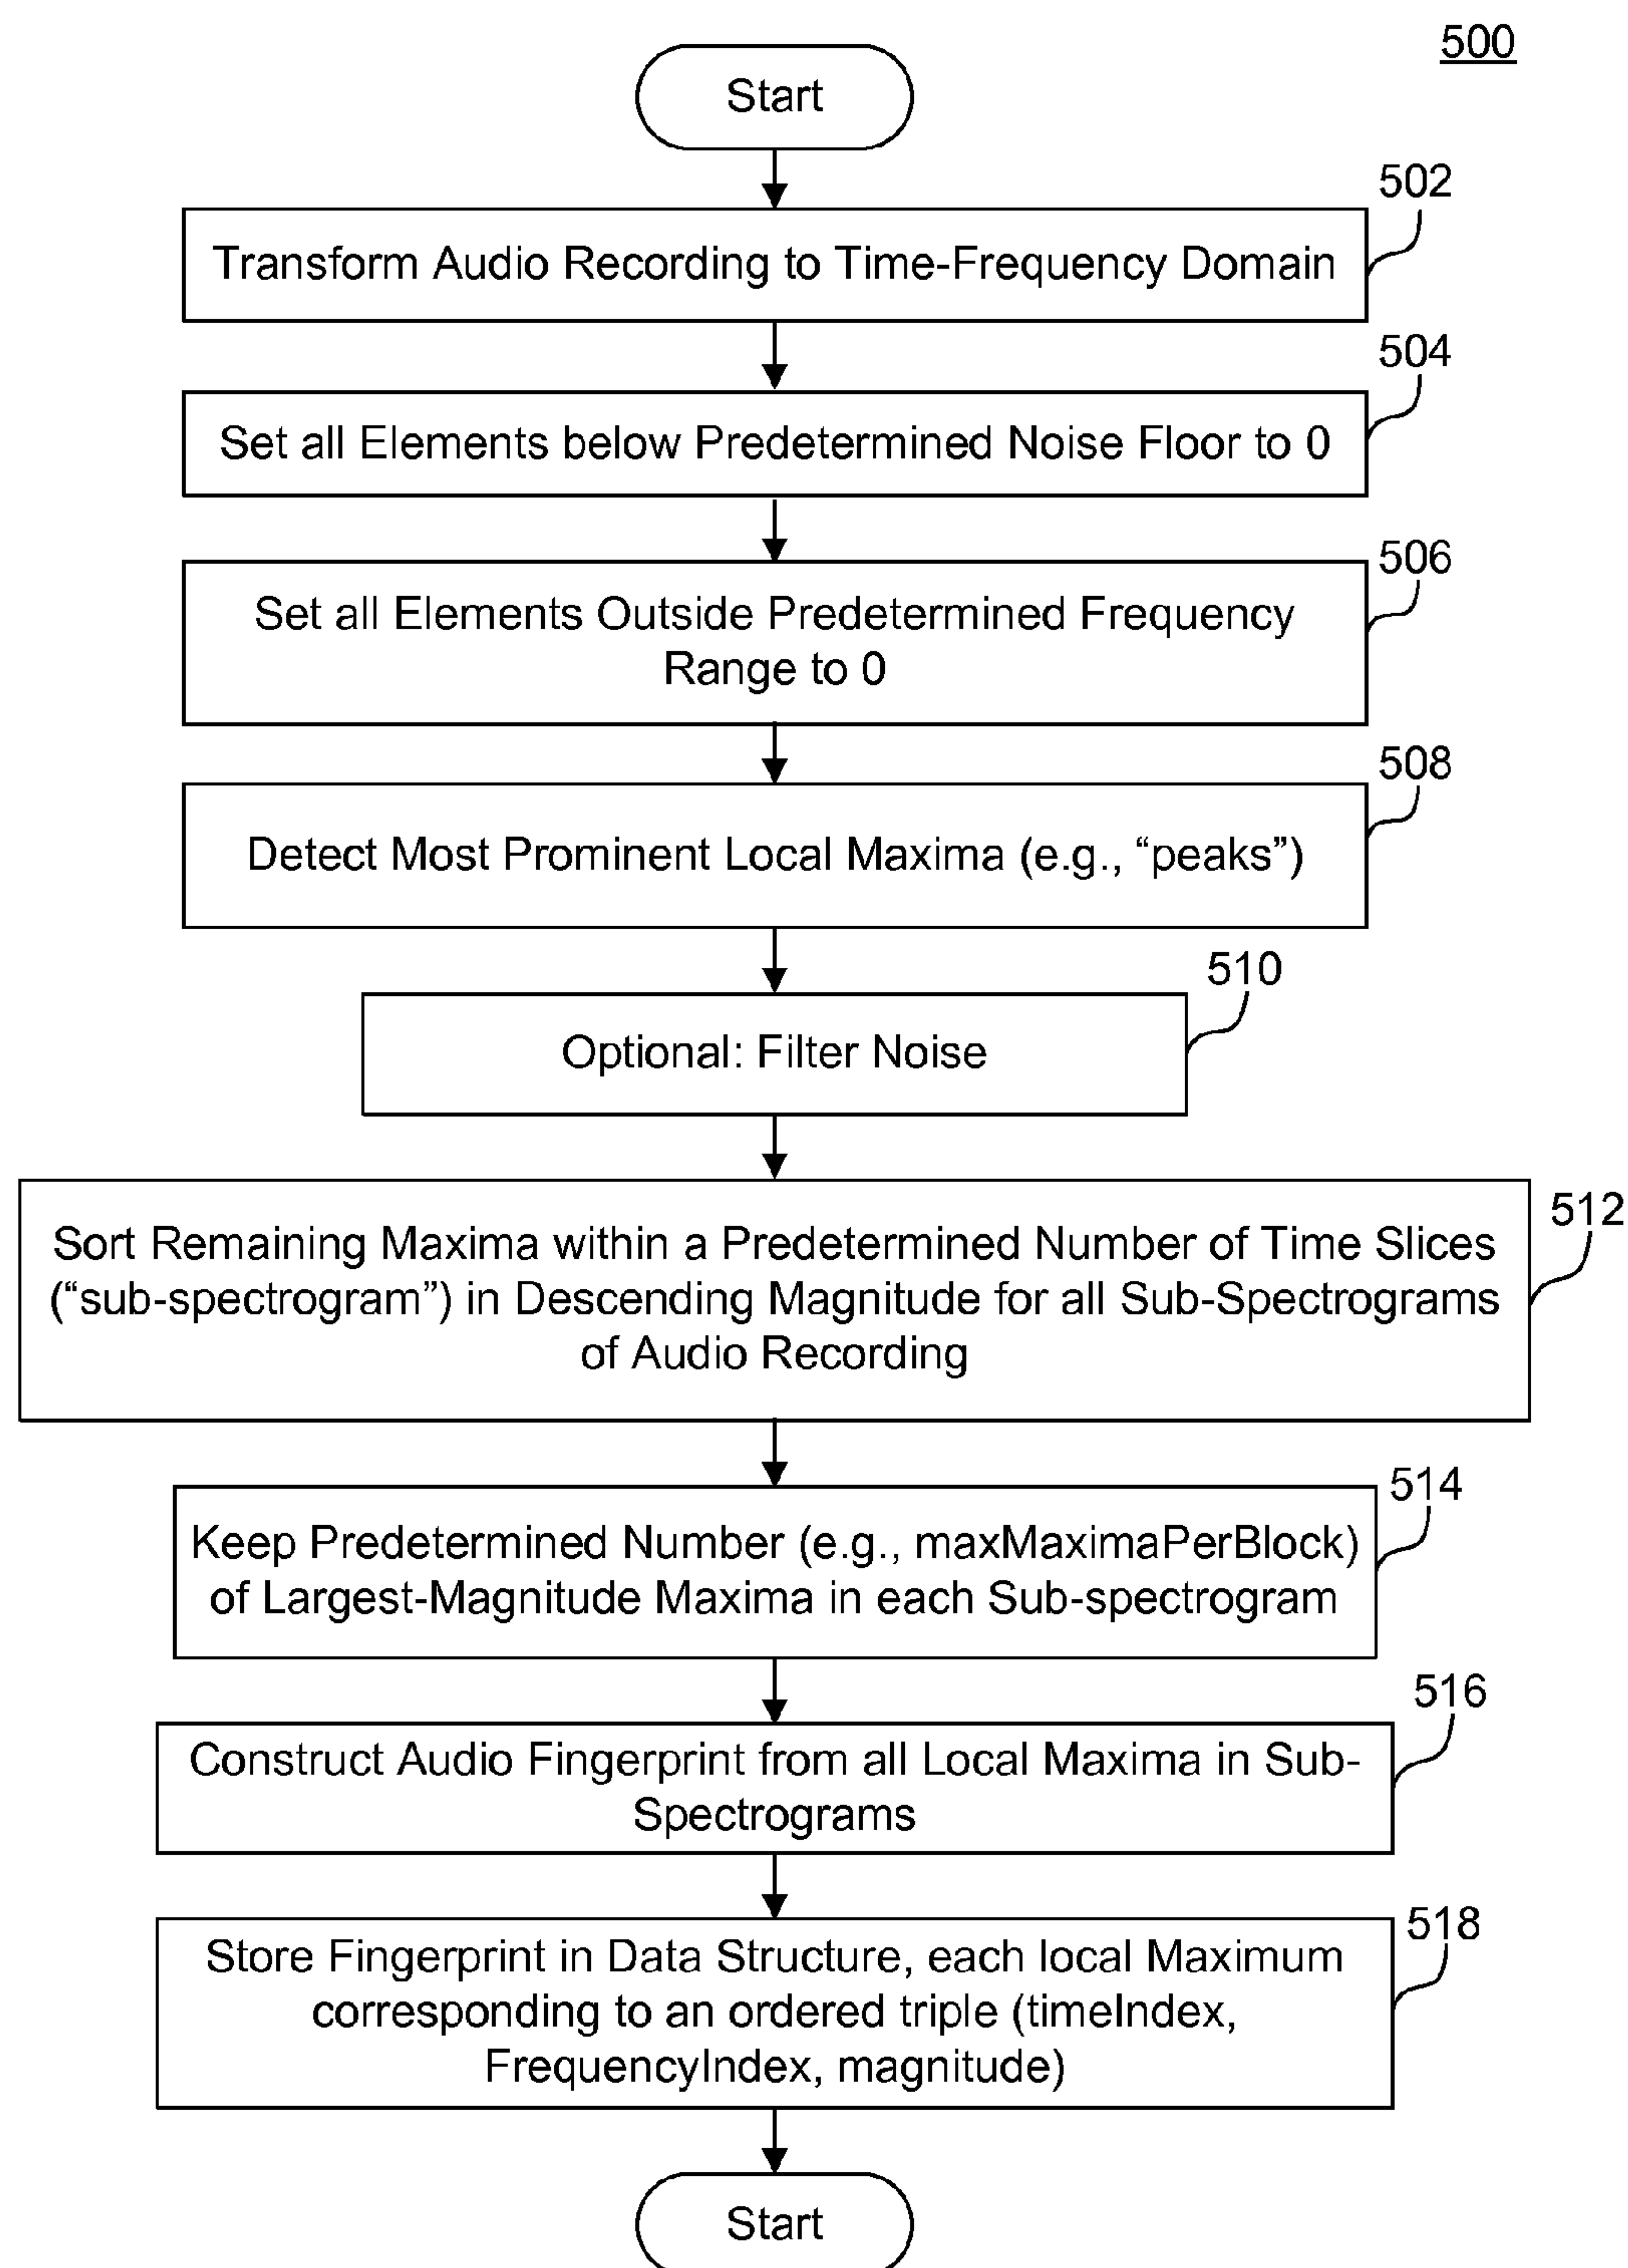 500
Start
502
Transform Audio Recording to Time-Frequency Domain
504
Set all Elements below Predetermined Noise Floor to 0
506
Set all Elements Outside Predetermined Frequency
Range to 0
508
Detect Most Prominent Local Maxima (e.g., “peaks”)
510
Optional: Filter Noise
512
Sort Remaining Maxima within a Predetermined Number of Time Slices
(“sub-spectrogram”) in Descending Magnitude for all Sub-Spectrograms
of Audio Recording
514
Keep Predetermined Number (e.g., maxMaximaPerBlock)
of Largest-Magnitude Maxima in each Sub-spectrogram
516
Construct Audio Fingerprint from all Local Maxima in Sub-
Spectrograms
518
Store Fingerprint in Data Structure, each local Maximum
corresponding to an ordered triple (timeIndex,
FrequencyIndex, magnitude)
Start